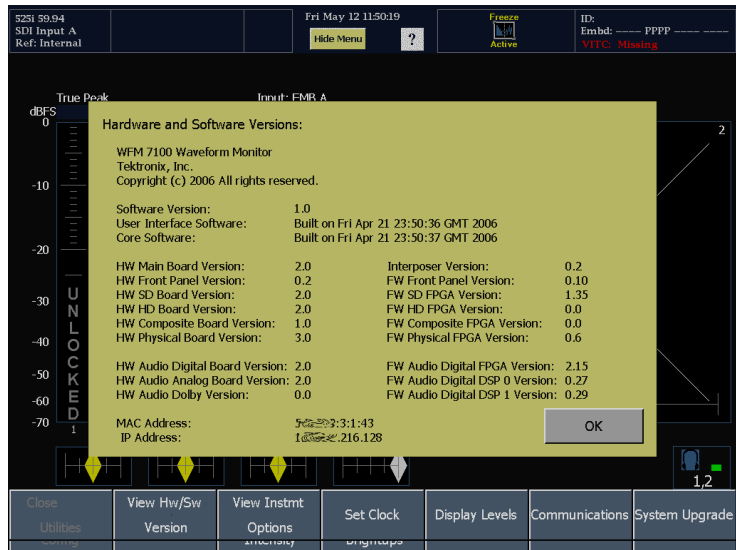 525i 59.94
SDI Input A
Ref: Internal
Fri May 12 11:50:19
Hide Menu
?
Freeze
Active
ID:
Embd: ---- PPPP ---- ----
VITC: Missing
True Peak
Input: EMB A
dBFS
0
-10
-20
-30
-40
-50
-60
-70
UNLOCKED
1
2
Hardware and Software Versions:
WFM 7100 Waveform Monitor
Tektronix, Inc.
Copyright (c) 2006 All rights reserved.
Software Version: 1.0
User Interface Software: Built on Fri Apr 21 23:50:36 GMT 2006
Core Software: Built on Fri Apr 21 23:50:37 GMT 2006
HW Main Board Version: 2.0 Interposer Version: 0.2
HW Front Panel Version: 0.2 FW Front Panel Version: 0.10
HW SD Board Version: 2.0 FW SD FPGA Version: 1.35
HW HD Board Version: 2.0 FW HD FPGA Version: 0.0
HW Composite Board Version: 1.0 FW Composite FPGA Version: 0.0
HW Physical Board Version: 3.0 FW Physical FPGA Version: 0.6
HW Audio Digital Board Version: 2.0 FW Audio Digital FPGA Version: 2.15
HW Audio Analog Board Version: 2.0 FW Audio Digital DSP 0 Version: 0.27
HW Audio Dolby Version: 0.0 FW Audio Digital DSP 1 Version: 0.29
MAC Address: :3:1:43
IP Address: .216.128
OK
1,2
Close
Utilities
Config
View Hw/Sw
Version
View Instmt
Options
Intensity
Set Clock
Brightups
Display Levels
Communications
System Upgrade